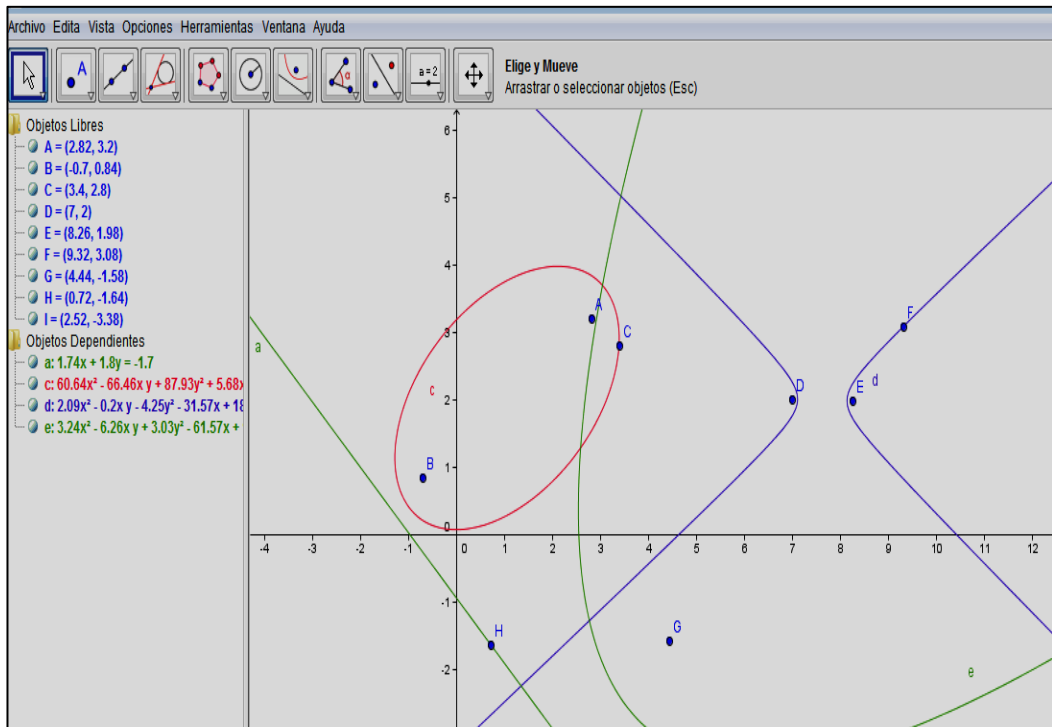 Archivo Edita Vista Opciones Herramientas Ventana Ayuda
A
α
a = 2
Elige y Mueve
Arrastrar o seleccionar objetos (Esc)
Objetos Libres
A = (2.82, 3.2)
B = (-0.7, 0.84)
C = (3.4, 2.8)
D = (7, 2)
E = (8.26, 1.98)
F = (9.32, 3.08)
G = (4.44, -1.58)
H = (0.72, -1.64)
I = (2.52, -3.38)
Objetos Dependientes
a: 1.74x + 1.8y = -1.7
c: 60.64x² - 66.46x y + 87.93y² + 5.68x
d: 2.09x² - 0.2x y - 4.25y² - 31.57x + 18
e: 3.24x² - 6.26x y + 3.03y² - 61.57x +
6
5
4
3
2
1
0
-1
-2
-4 -3 -2 -1 0 1 2 3 4 5 6 7 8 9 10 11 12
a
c
A
C
B
D
E
d
F
H
G
e